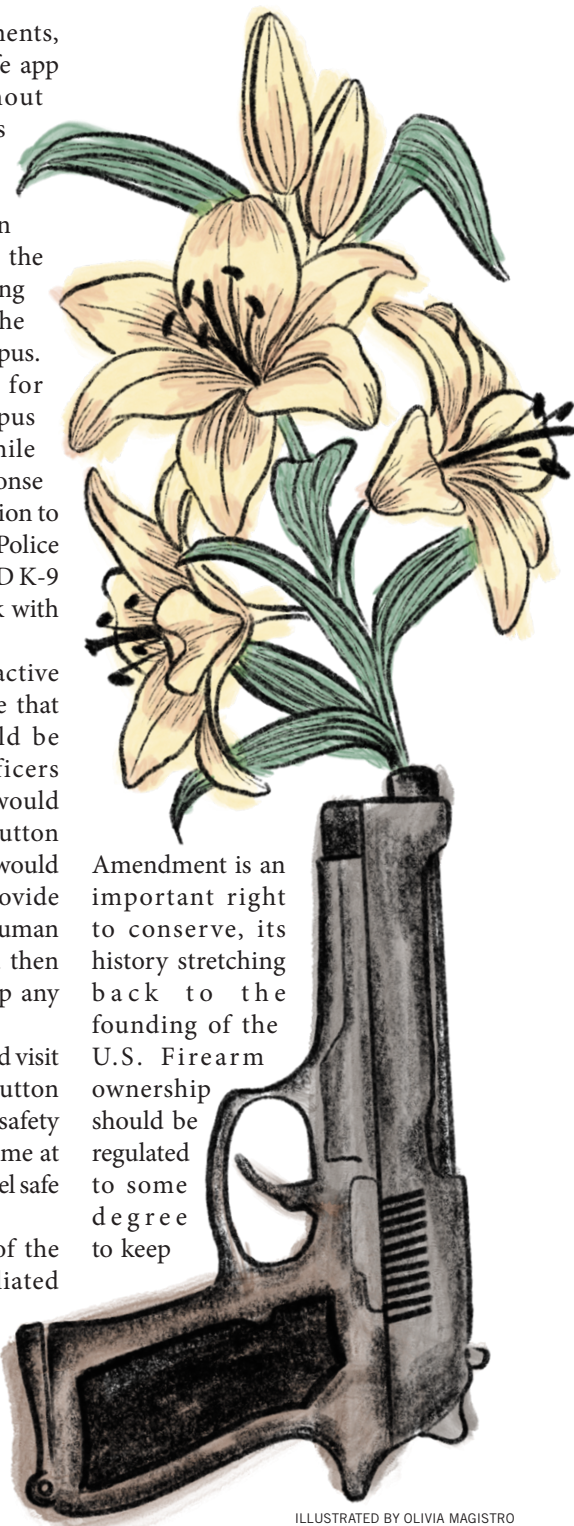 nents,
fe app
hout
s
n
the
ng
he
pus.
for
pus
hile
onse
ion to
Police
D K-9
k with
active
e that
ld be
ficers
would
utton
would
ovide
uman
then
p any
d visit
utton
safety
me at
el safe
of the
liated
Amendment is an
important right
to conserve, its
history stretching
back to the
founding of the
U.S. Firearm
ownership
should be
regulated
to some
degree
to keep
ILLUSTRATED BY OLIVIA MAGISTRO